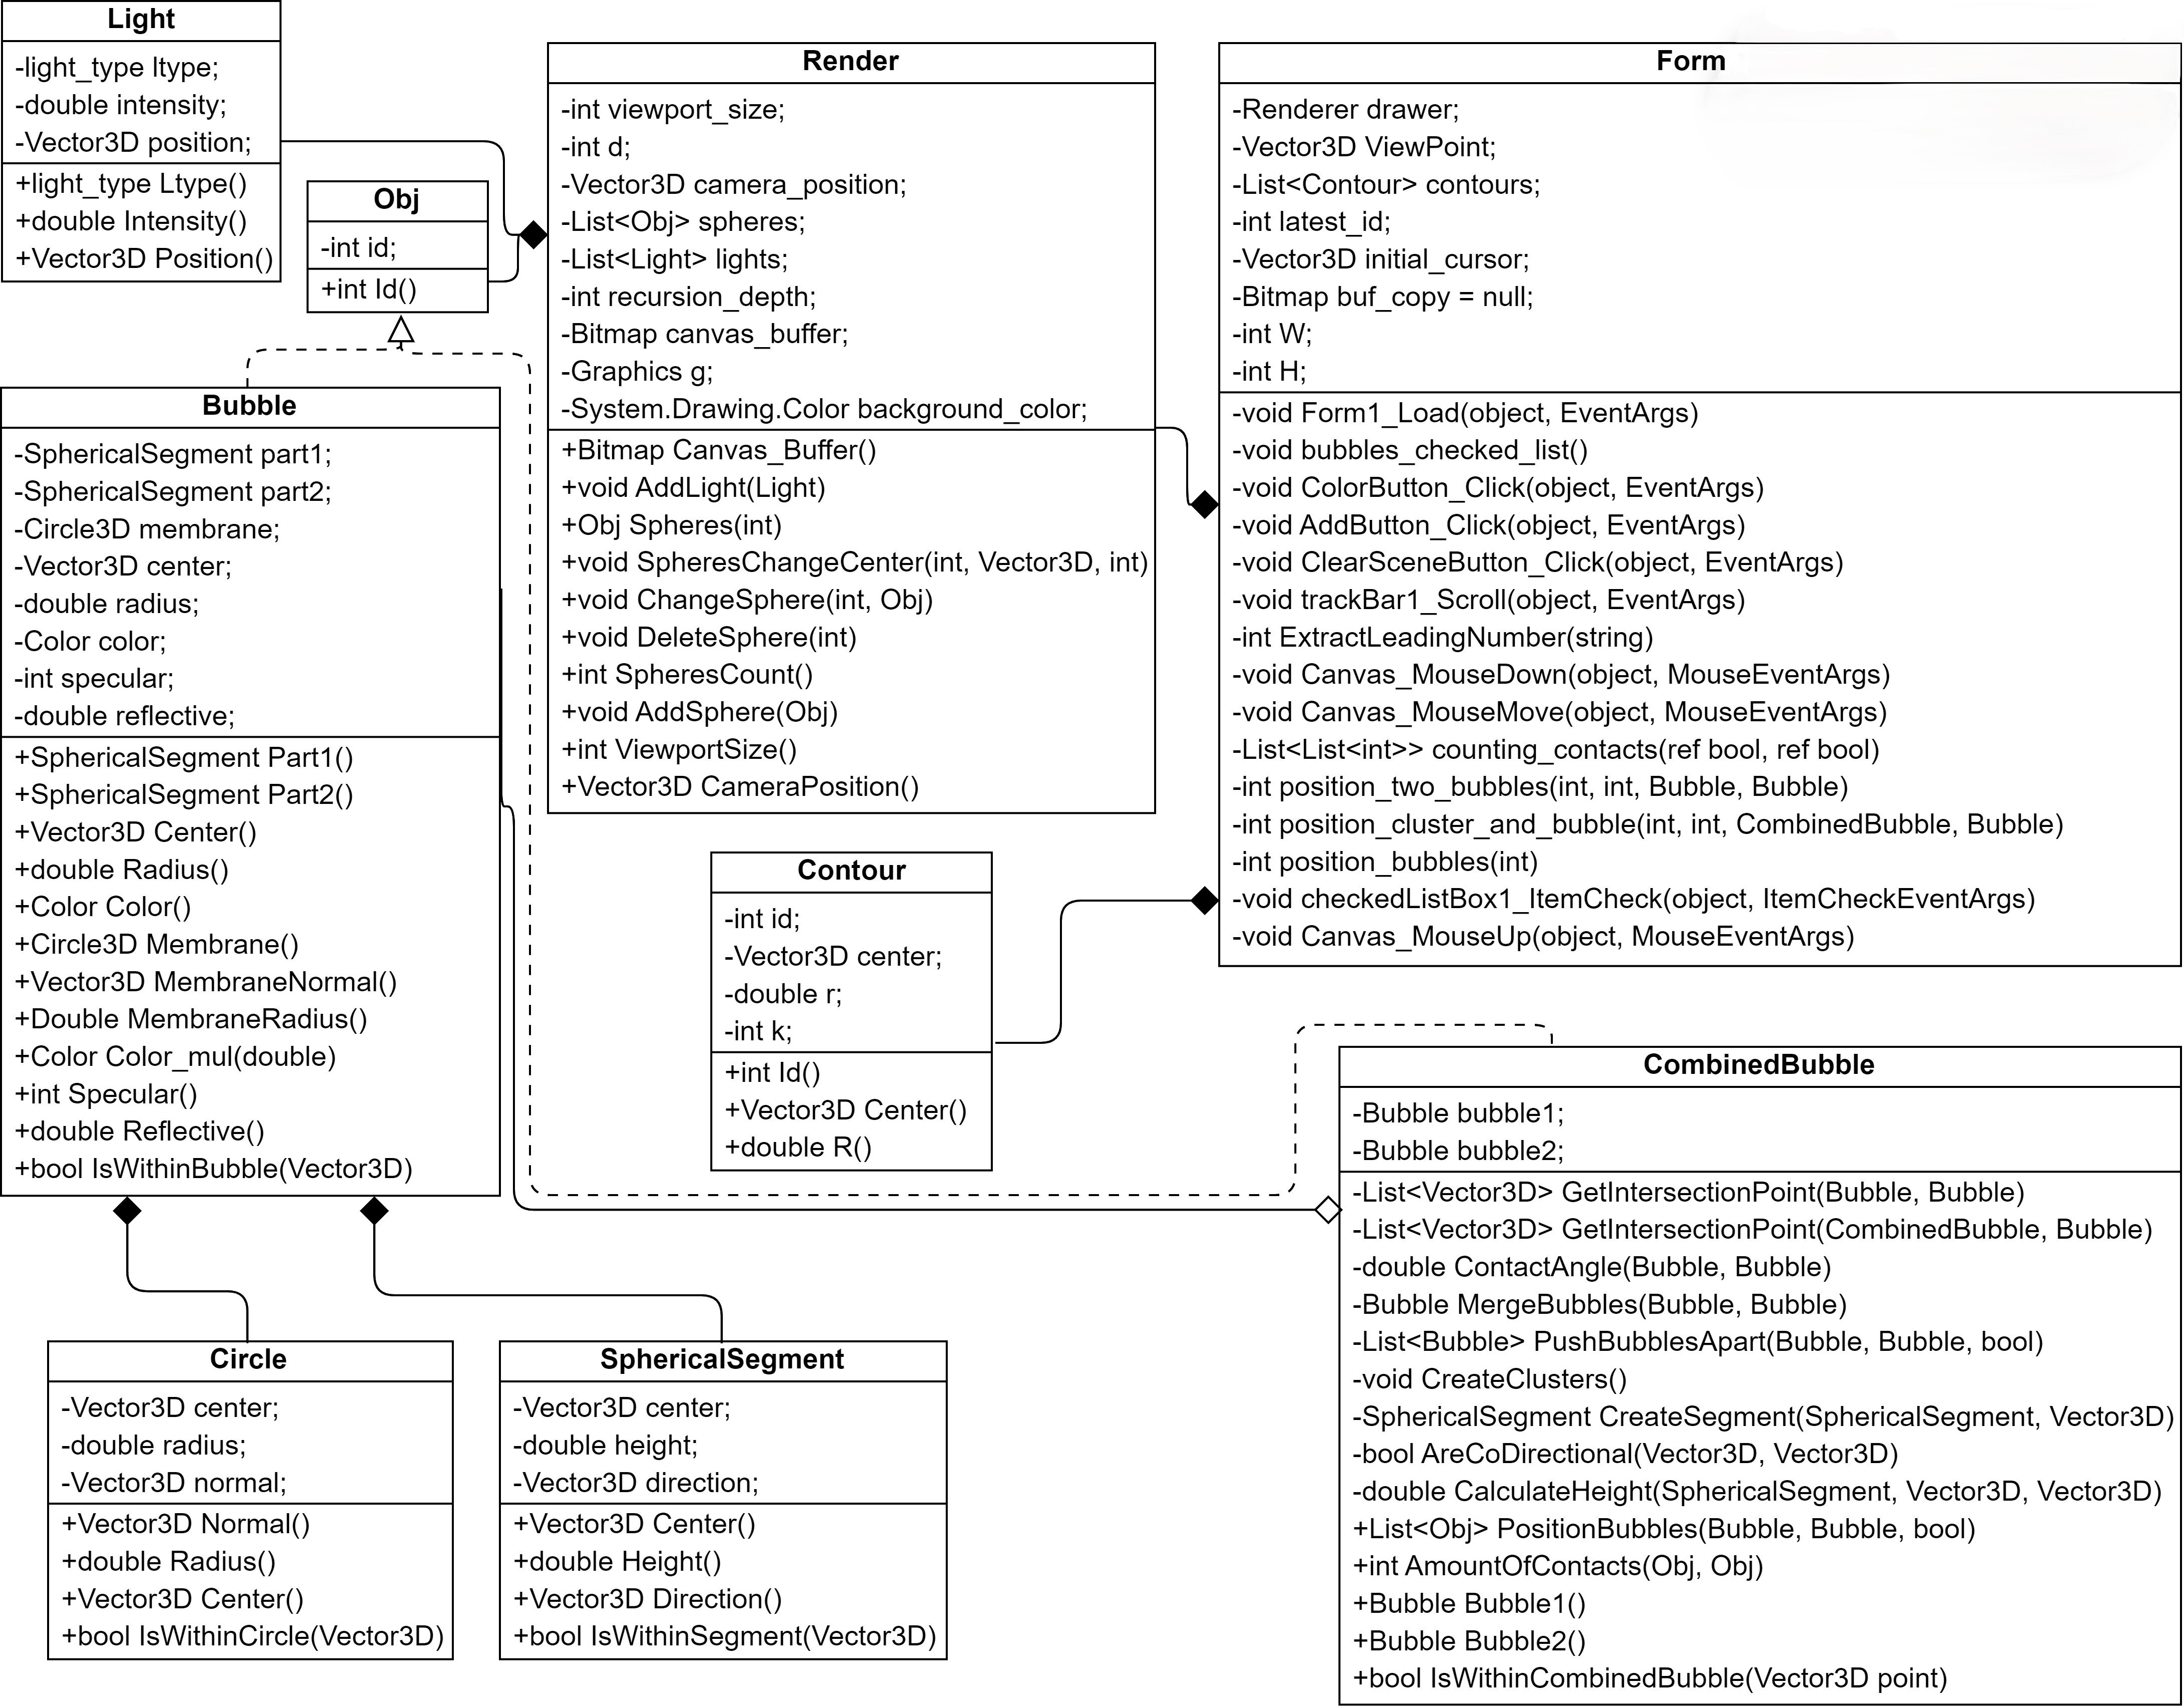 Light
-light_type ltype;
-double intensity;
-Vector3D position;
+light_type Ltype()
+double Intensity()
+Vector3D Position()
Obj
-int id;
+int Id()
Render
-int viewport_size;
-int d;
-Vector3D camera_position;
-List<Obj> spheres;
-List<Light> lights;
-int recursion_depth;
-Bitmap canvas_buffer;
-Graphics g;
-System.Drawing.Color background_color;
+Bitmap Canvas_Buffer()
+void AddLight(Light)
+Obj Spheres(int)
+void SpheresChangeCenter(int, Vector3D, int)
+void ChangeSphere(int, Obj)
+void DeleteSphere(int)
+int SpheresCount()
+void AddSphere(Obj)
+int ViewportSize()
+Vector3D CameraPosition()
Form
-Renderer drawer;
-Vector3D ViewPoint;
-List<Contour> contours;
-int latest_id;
-Vector3D initial_cursor;
-Bitmap buf_copy = null;
-int W;
-int H;
-void Form1_Load(object, EventArgs)
-void bubbles_checked_list()
-void ColorButton_Click(object, EventArgs)
-void AddButton_Click(object, EventArgs)
-void ClearSceneButton_Click(object, EventArgs)
-void trackBar1_Scroll(object, EventArgs)
-int ExtractLeadingNumber(string)
-void Canvas_MouseDown(object, MouseEventArgs)
-void Canvas_MouseMove(object, MouseEventArgs)
-List<List<int>> counting_contacts(ref bool, ref bool)
-int position_two_bubbles(int, int, Bubble, Bubble)
-int position_cluster_and_bubble(int, int, CombinedBubble, Bubble)
-int position_bubbles(int)
-void checkedListBox1_ItemCheck(object, ItemCheckEventArgs)
-void Canvas_MouseUp(object, MouseEventArgs)
Bubble
-SphericalSegment part1;
-SphericalSegment part2;
-Circle3D membrane;
-Vector3D center;
-double radius;
-Color color;
-int specular;
-double reflective;
+SphericalSegment Part1()
+SphericalSegment Part2()
+Vector3D Center()
+double Radius()
+Color Color()
+Circle3D Membrane()
+Vector3D MembraneNormal()
+Double MembraneRadius()
+Color Color_mul(double)
+int Specular()
+double Reflective()
+bool IsWithinBubble(Vector3D)
Contour
-int id;
-Vector3D center;
-double r;
-int k;
+int Id()
+Vector3D Center()
+double R()
CombinedBubble
-Bubble bubble1;
-Bubble bubble2;
-List<Vector3D> GetIntersectionPoint(Bubble, Bubble)
-List<Vector3D> GetIntersectionPoint(CombinedBubble, Bubble)
-double ContactAngle(Bubble, Bubble)
-Bubble MergeBubbles(Bubble, Bubble)
-List<Bubble> PushBubblesApart(Bubble, Bubble, bool)
-void CreateClusters()
-SphericalSegment CreateSegment(SphericalSegment, Vector3D)
-bool AreCoDirectional(Vector3D, Vector3D)
-double CalculateHeight(SphericalSegment, Vector3D, Vector3D)
+List<Obj> PositionBubbles(Bubble, Bubble, bool)
+int AmountOfContacts(Obj, Obj)
+Bubble Bubble1()
+Bubble Bubble2()
+bool IsWithinCombinedBubble(Vector3D point)
Circle
-Vector3D center;
-double radius;
-Vector3D normal;
+Vector3D Normal()
+double Radius()
+Vector3D Center()
+bool IsWithinCircle(Vector3D)
SphericalSegment
-Vector3D center;
-double height;
-Vector3D direction;
+Vector3D Center()
+double Height()
+Vector3D Direction()
+bool IsWithinSegment(Vector3D)